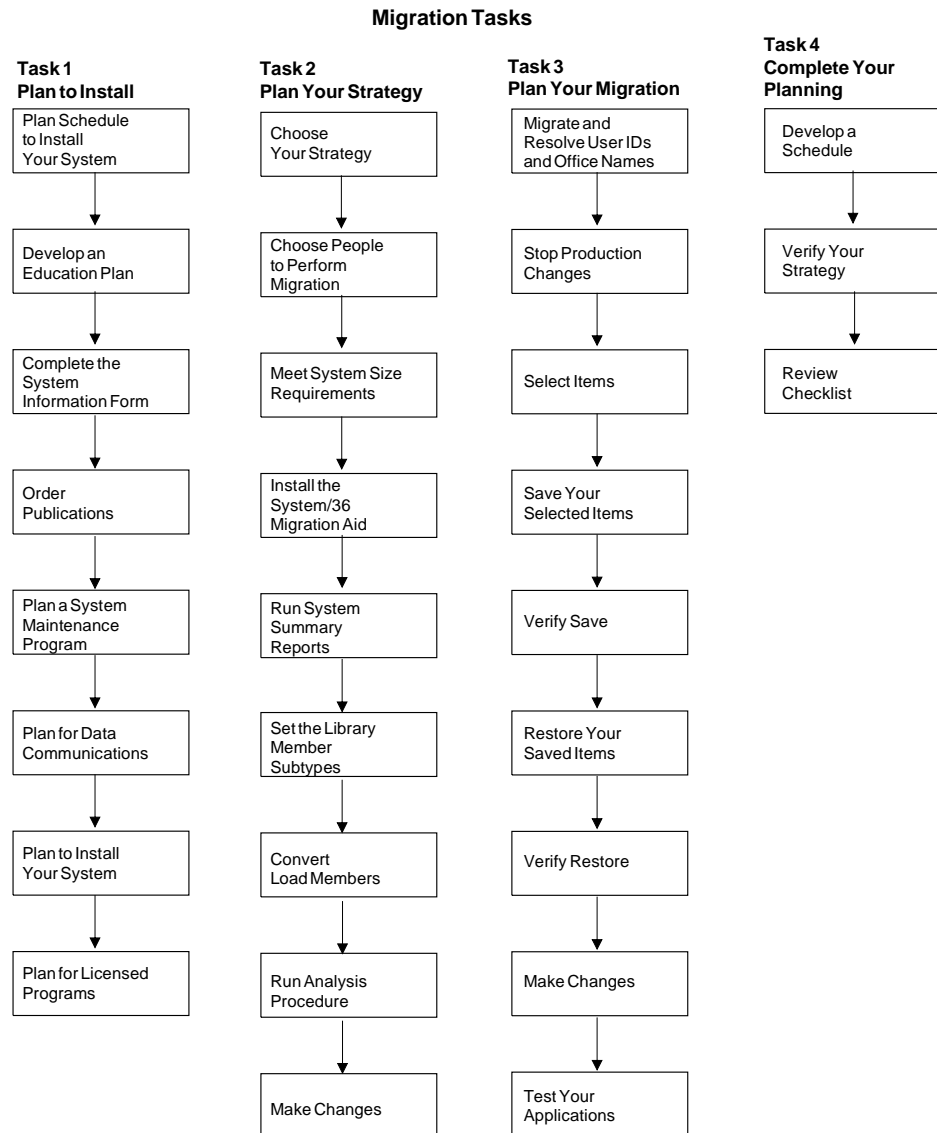 Migration Tasks
Task 1
Plan to Install
Plan Schedule
to Install
Your System
Develop an
Education Plan
Complete the
System
Information Form
Order
Publications
Plan a System
Maintenance
Program
Plan for Data
Communications
Plan to Install
Your System
Plan for Licensed
Programs
Task 2
Plan Your Strategy
Choose
Your Strategy
Choose People
to Perform
Migration
Meet System Size
Requirements
Install the
System/36
Migration Aid
Run System
Summary
Reports
Set the Library
Member
Subtypes
Convert
Load Members
Run Analysis
Procedure
Make Changes
Task 3
Plan Your Migration
Migrate and
Resolve User IDs
and Office Names
Stop Production
Changes
Select Items
Save Your
Selected Items
Verify Save
Restore Your
Saved Items
Verify Restore
Make Changes
Test Your
Applications
Task 4
Complete Your
Planning
Develop a
Schedule
Verify Your
Strategy
Review
Checklist